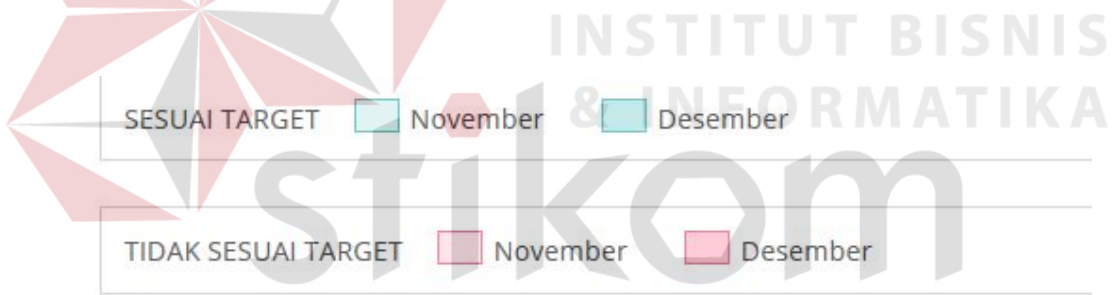 INSTITUT BISNIS
& INFORMATIKA
stikom
SESUAI TARGET November Desember
TIDAK SESUAI TARGET November Desember